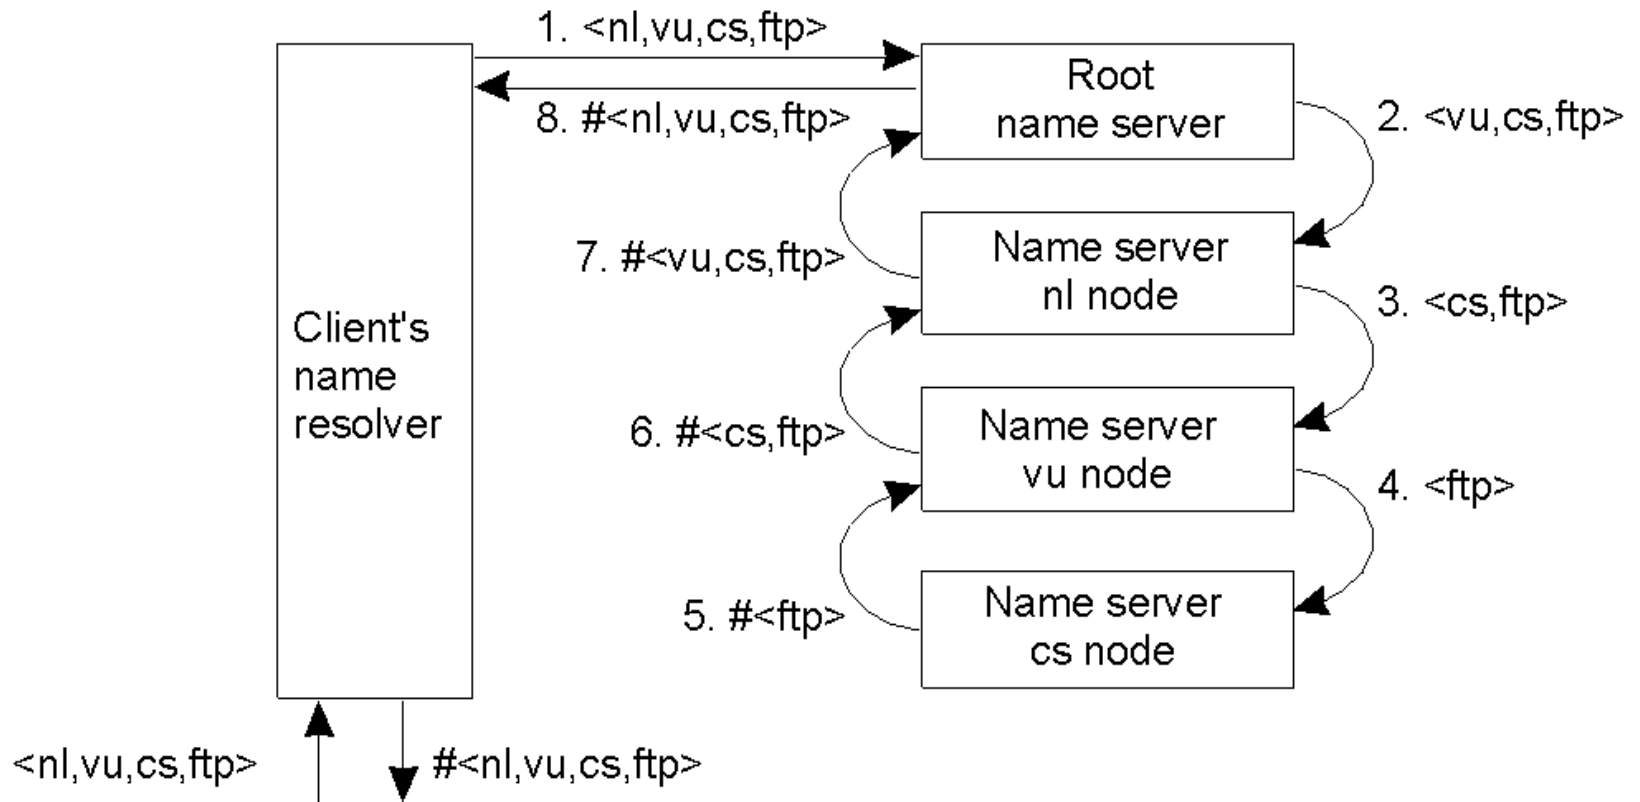 1. <nl,vu,cs,ftp>
Root
name server
8. #<nl,vu,cs,ftp>
2. <vu,cs,ftp>
Name server
nl node
7. #<vu,cs,ftp>
3. <cs,ftp>
Client's
name
resolver
Name server
vu node
6. #<cs,ftp>
4. <ftp>
Name server
cs node
5. #<ftp>
<nl,vu,cs,ftp>
#<nl,vu,cs,ftp>